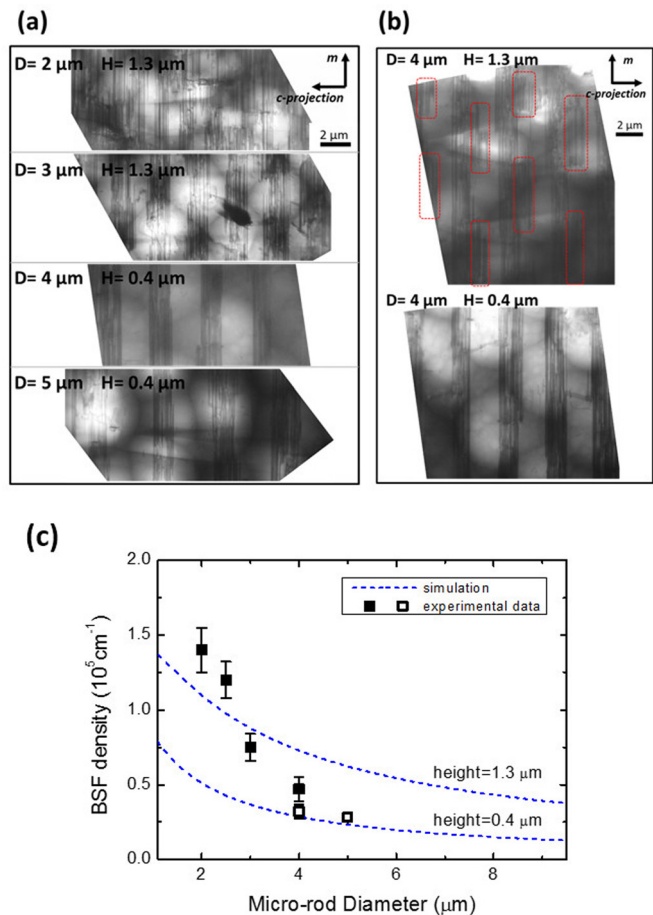 (a)
D= 2 μm H= 1.3 μm
m
c-projection
2 μm
D= 3 μm H= 1.3 μm
D= 4 μm H= 0.4 μm
D= 5 μm H= 0.4 μm
(b)
D= 4 μm H= 1.3 μm
m
c-projection
2 μm
D= 4 μm H= 0.4 μm
(c)
2.0
1.5
1.0
0.5
0.0
BSF density (10⁵cm⁻¹)
simulation
experimental data
height=1.3 μm
height=0.4 μm
2 4 6 8
Micro-rod Diameter (μm)